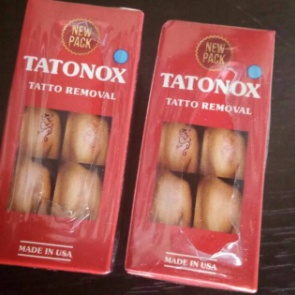 NEW
PACK
TATONOX
TATTO REMOVAL
MADE IN USA
NEW
PACK
TATONOX
TATTO REMOVAL
MADE IN USA